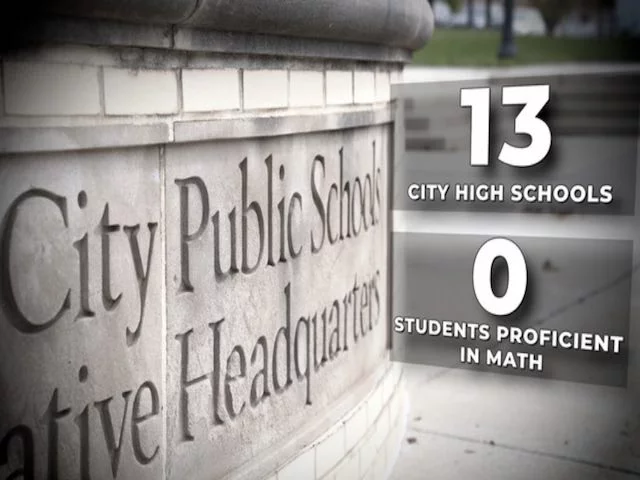 City Public Schools
ative Headquarters
13
CITY HIGH SCHOOLS
0
STUDENTS PROFICIENT
IN MATH